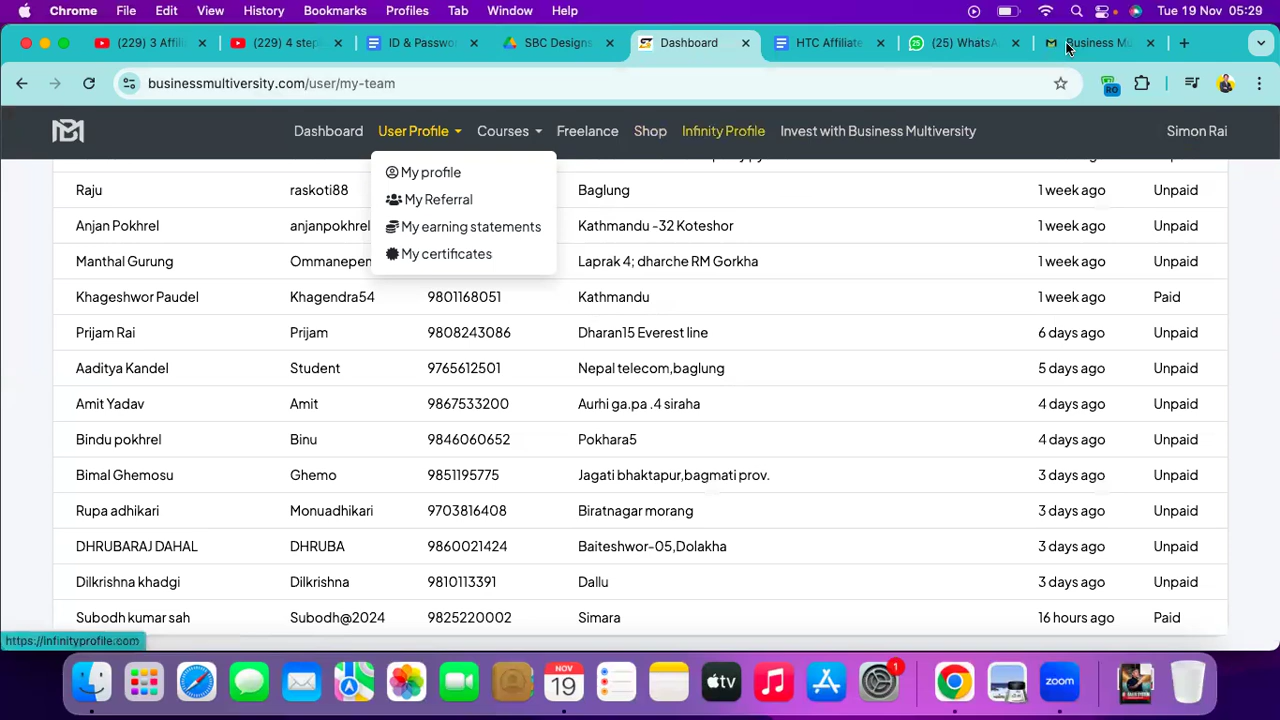 Chrome File Edit View History Bookmarks Profiles Tab Window Help Tue 19 Nov 05:29
(229) 3 Affili (229) 4 step ID & Passwo SBC Designs Dashboard HTC Affiliate (25) WhatsA Business Mu
businessmultiversity.com/user/my-team
RO
Dashboard User Profile Courses Freelance Shop Infinity Profile Invest with Business Multiversity Simon Rai
My profile
My Referral
My earning statements
My certificates
Raju raskoti88 Baglung 1 week ago Unpaid
Anjan Pokhrel anjanpokhrel Kathmandu -32 Koteshor 1 week ago Unpaid
Manthal Gurung Ommanepen Laprak 4; dharche RM Gorkha 1 week ago Unpaid
Khageshwor Paudel Khagendra54 9801168051 Kathmandu 1 week ago Paid
Prijam Rai Prijam 9808243086 Dharan15 Everest line 6 days ago Unpaid
Aaditya Kandel Student 9765612501 Nepal telecom,baglung 5 days ago Unpaid
Amit Yadav Amit 9867533200 Aurhi ga.pa .4 siraha 4 days ago Unpaid
Bindu pokhrel Binu 9846060652 Pokhara5 4 days ago Unpaid
Bimal Ghemosu Ghemo 9851195775 Jagati bhaktapur,bagmati prov. 3 days ago Unpaid
Rupa adhikari Monuadhikari 9703816408 Biratnagar morang 3 days ago Unpaid
DHRUBARAJ DAHAL DHRUBA 9860021424 Baiteshwor-05,Dolakha 3 days ago Unpaid
Dilkrishna khadgi Dilkrishna 9810113391 Dallu 3 days ago Unpaid
Subodh kumar sah Subodh@2024 9825220002 Simara 16 hours ago Paid
https://infinityprofile.com
NOV
19
tv
1
zoom